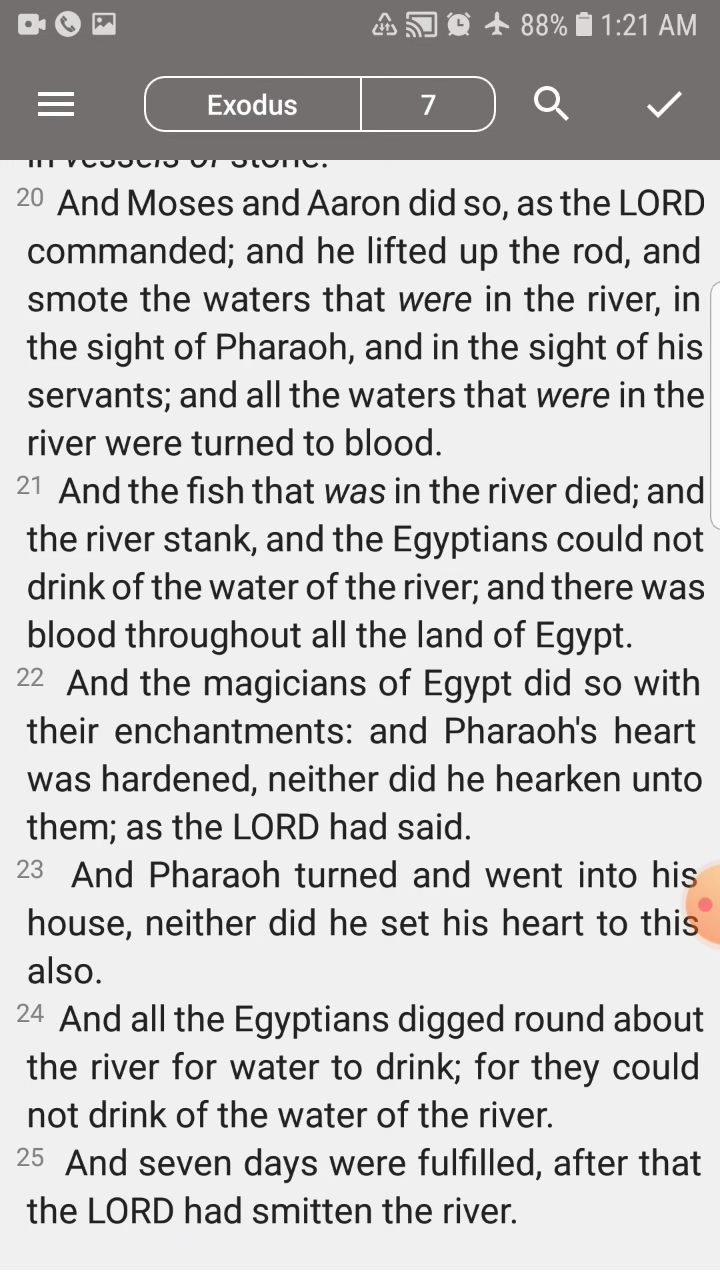 88% 1:21 AM
Exodus 7
in vessels of stone.
20 And Moses and Aaron did so, as the LORD
commanded; and he lifted up the rod, and
smote the waters that were in the river, in
the sight of Pharaoh, and in the sight of his
servants; and all the waters that were in the
river were turned to blood.
21 And the fish that was in the river died; and
the river stank, and the Egyptians could not
drink of the water of the river; and there was
blood throughout all the land of Egypt.
22 And the magicians of Egypt did so with
their enchantments: and Pharaoh's heart
was hardened, neither did he hearken unto
them; as the LORD had said.
23 And Pharaoh turned and went into his
house, neither did he set his heart to this
also.
24 And all the Egyptians digged round about
the river for water to drink; for they could
not drink of the water of the river.
25 And seven days were fulfilled, after that
the LORD had smitten the river.